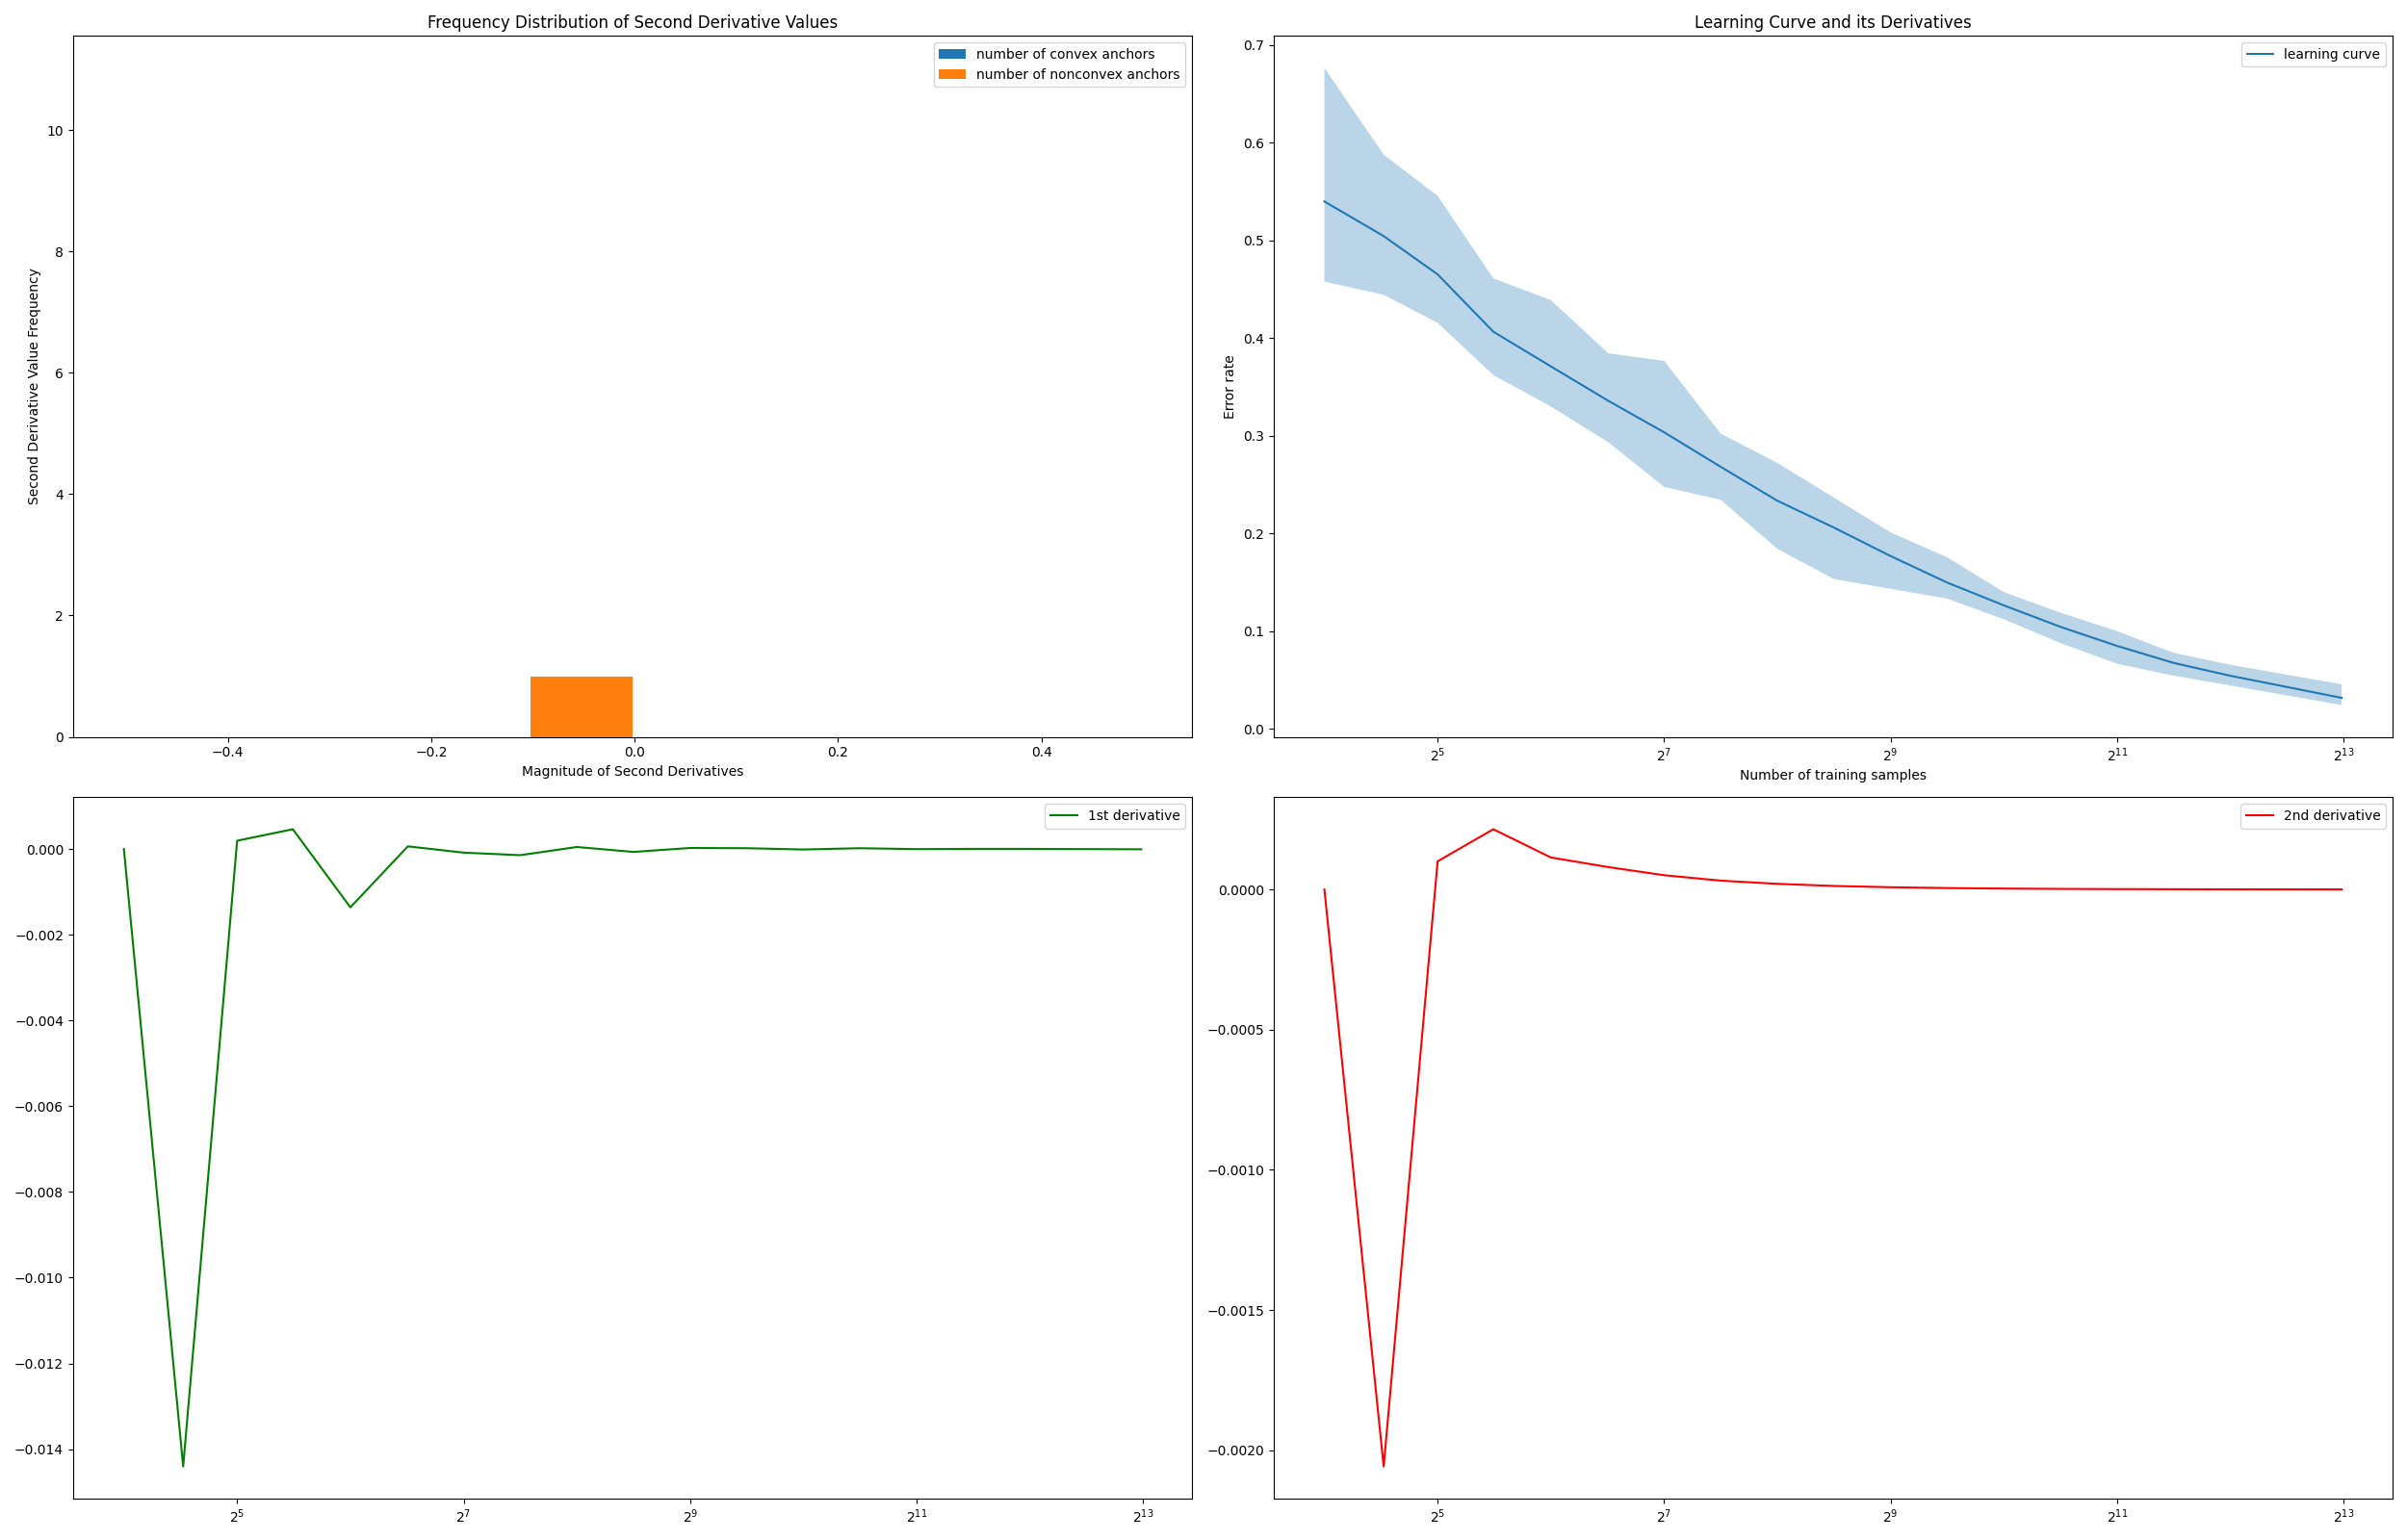 Frequency Distribution of Second Derivative Values
number of convex anchors
number of nonconvex anchors
Second Derivative Value Frequency
10
8
6
4
2
0
−0.4 −0.2 0.0 0.2 0.4
Magnitude of Second Derivatives
Learning Curve and its Derivatives
learning curve
Error rate
0.7
0.6
0.5
0.4
0.3
0.2
0.1
0.0
2^5 2^7 2^9 2^11 2^13
Number of training samples
1st derivative
0.000
−0.002
−0.004
−0.006
−0.008
−0.010
−0.012
−0.014
2^5 2^7 2^9 2^11 2^13
2nd derivative
0.0000
−0.0005
−0.0010
−0.0015
−0.0020
2^5 2^7 2^9 2^11 2^13